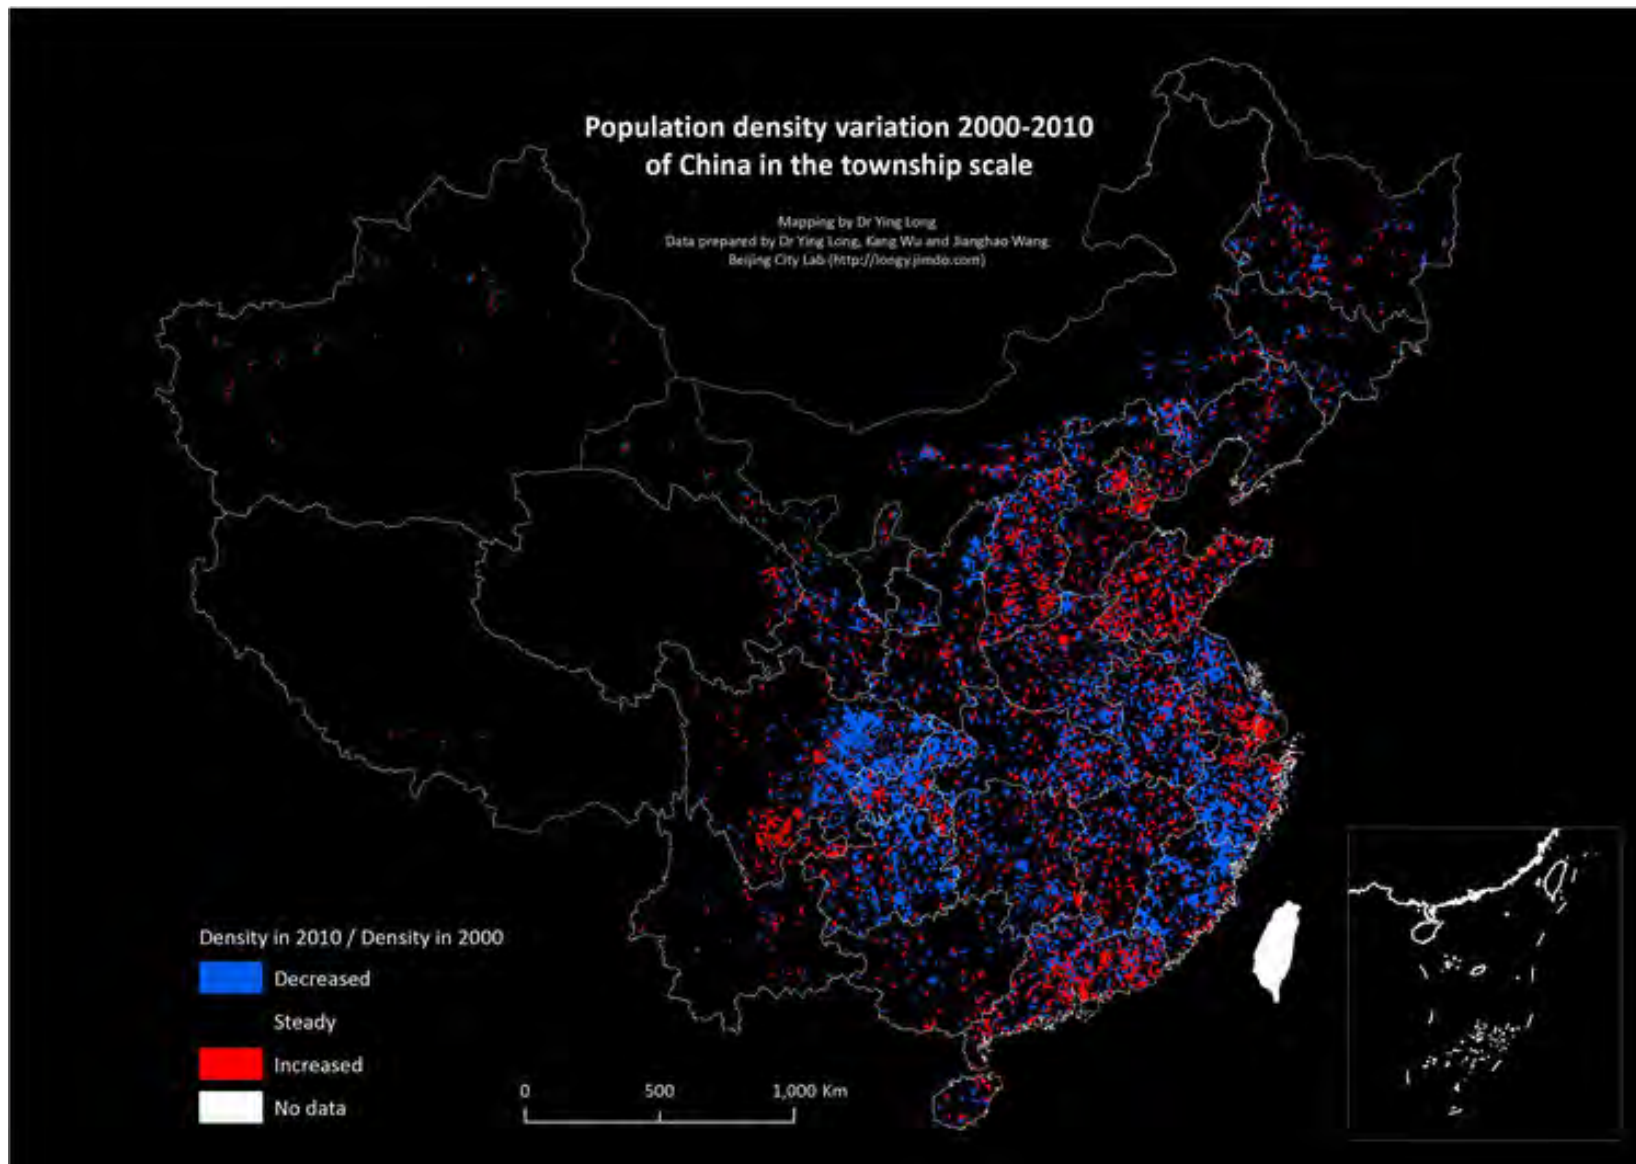 Population density variation 2000-2010
of China in the township scale
Mapping by Dr Ying Long
Data prepared by Dr Ying Long, Kang Wu and Jianghao Wang
Beijing City Lab (http://longy.jimdo.com)
Density in 2010 / Density in 2000
Decreased
Steady
Increased
No data
0 500 1,000 Km